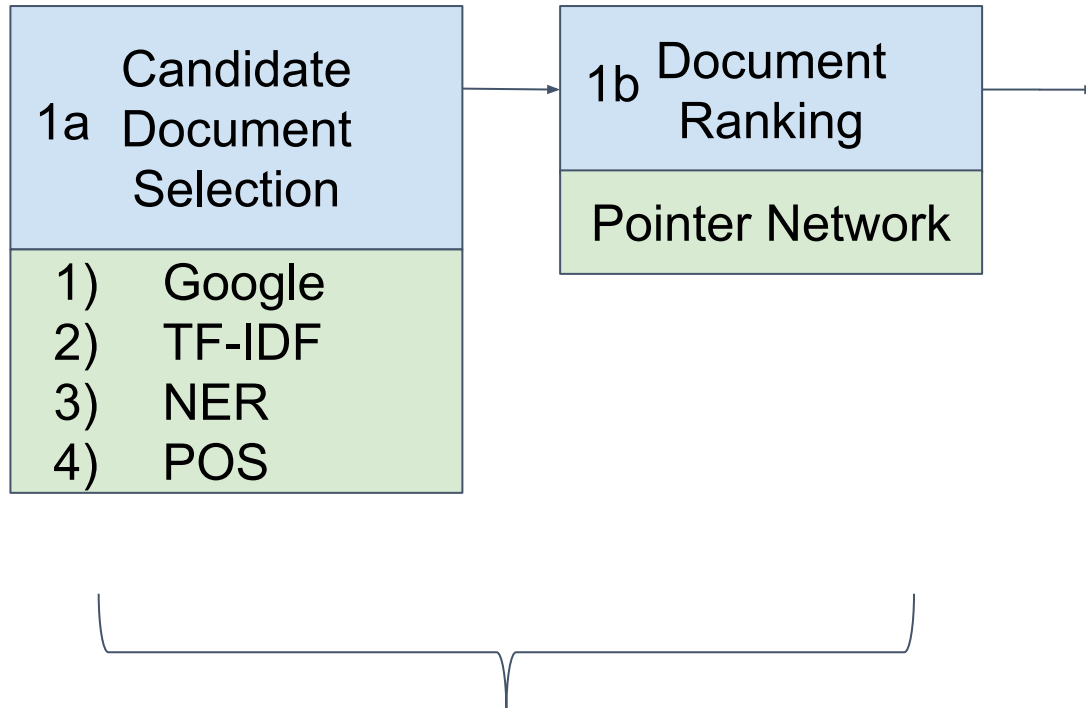 1a
Candidate
Document
Selection
1) Google
2) TF-IDF
3) NER
4) POS
1b
Document
Ranking
Pointer Network